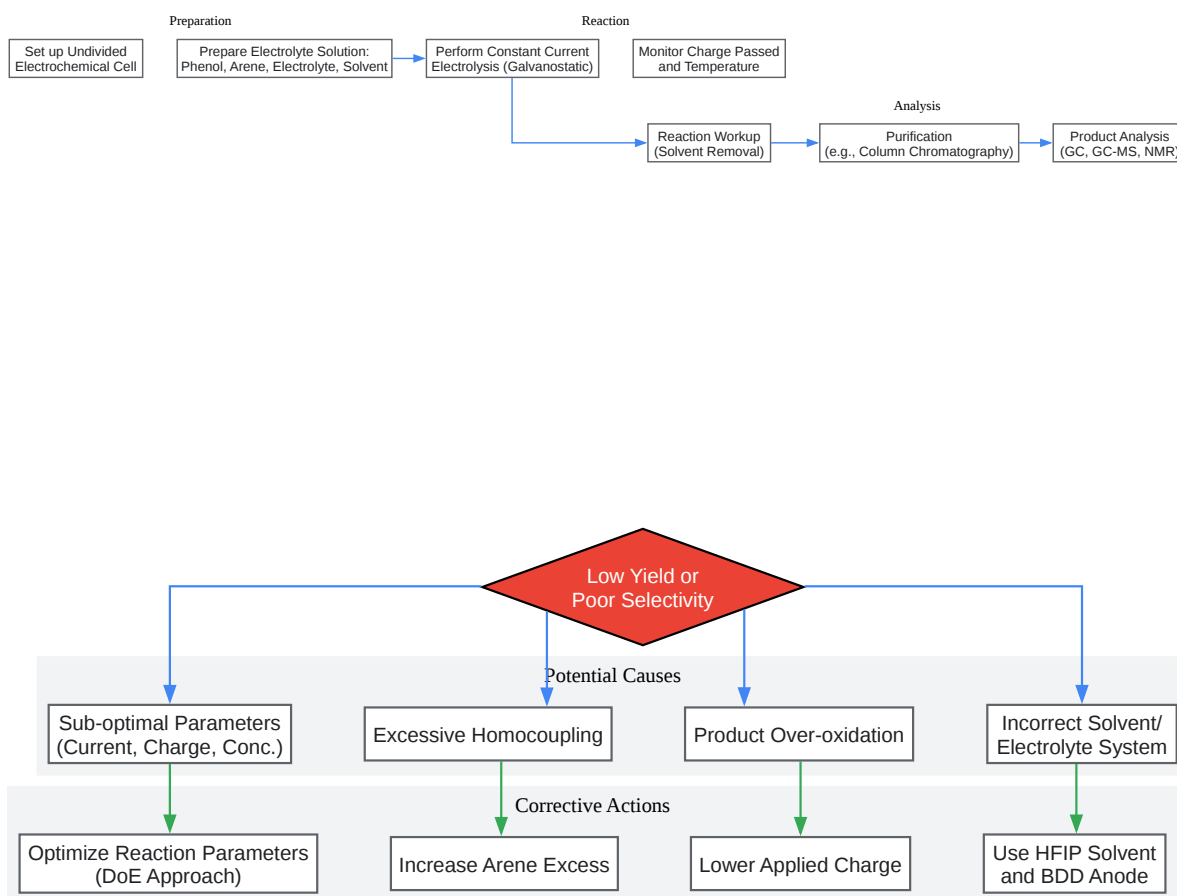 Preparation
Reaction
Set up Undivided
Electrochemical Cell
Prepare Electrolyte Solution:
Phenol, Arene, Electrolyte, Solvent
Perform Constant Current
Electrolysis (Galvanostatic)
Monitor Charge Passed
and Temperature
Analysis
Reaction Workup
(Solvent Removal)
Purification
(e.g., Column Chromatography)
Product Analysis
(GC, GC-MS, NMR)
Low Yield or
Poor Selectivity
Potential Causes
Sub-optimal Parameters
(Current, Charge, Conc.)
Excessive Homocoupling
Product Over-oxidation
Incorrect Solvent/
Electrolyte System
Corrective Actions
Optimize Reaction Parameters
(DoE Approach)
Increase Arene Excess
Lower Applied Charge
Use HFIP Solvent
and BDD Anode